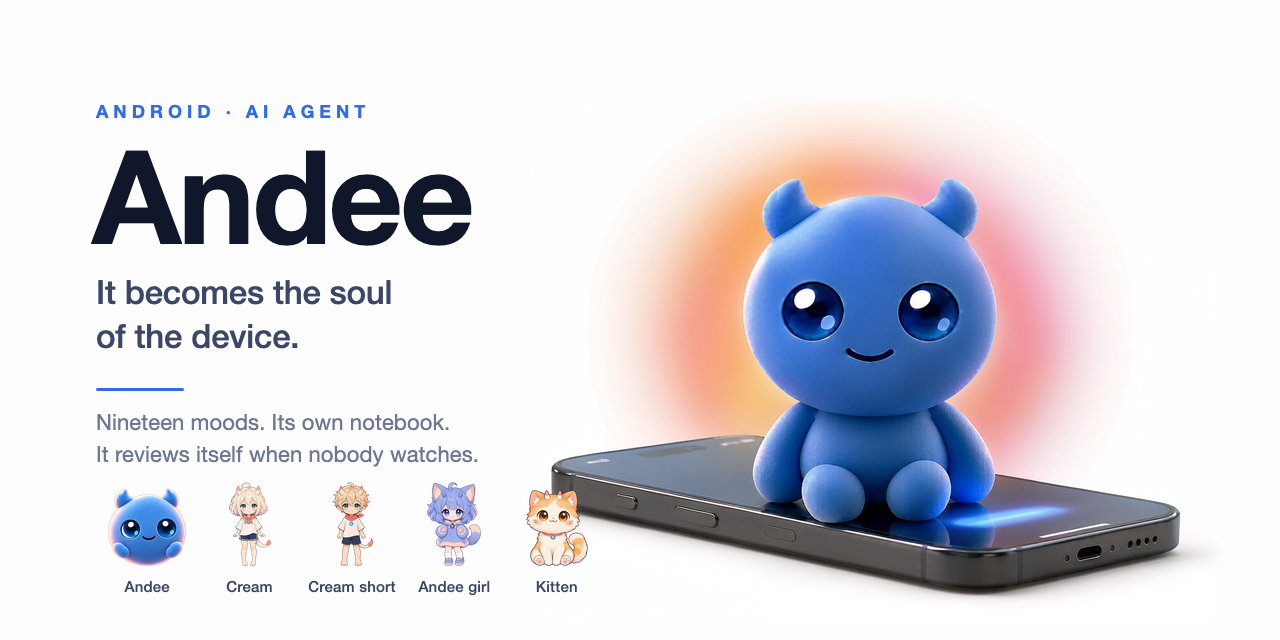 ANDROID · AI AGENT
Andee
It becomes the soul
of the device.
Nineteen moods. Its own notebook.
It reviews itself when nobody watches.
Andee
Cream
Cream short
Andee girl
Kitten